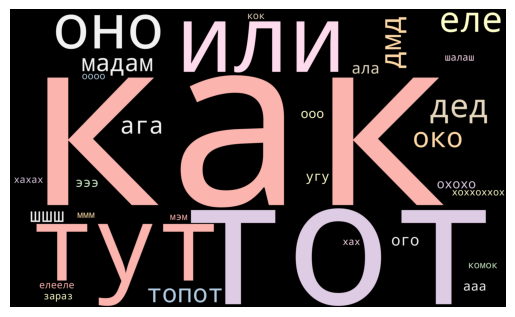 оно
кок
или
дмд
еле
мадам
оооо
ала
шалаш
как
ага
ооо
дед
око
хахах
эээ
угу
охохо
хоххоххох
шшш
ммм
мэм
тут
тот
хах
ого
комок
елееле
зараз
топот
ааа